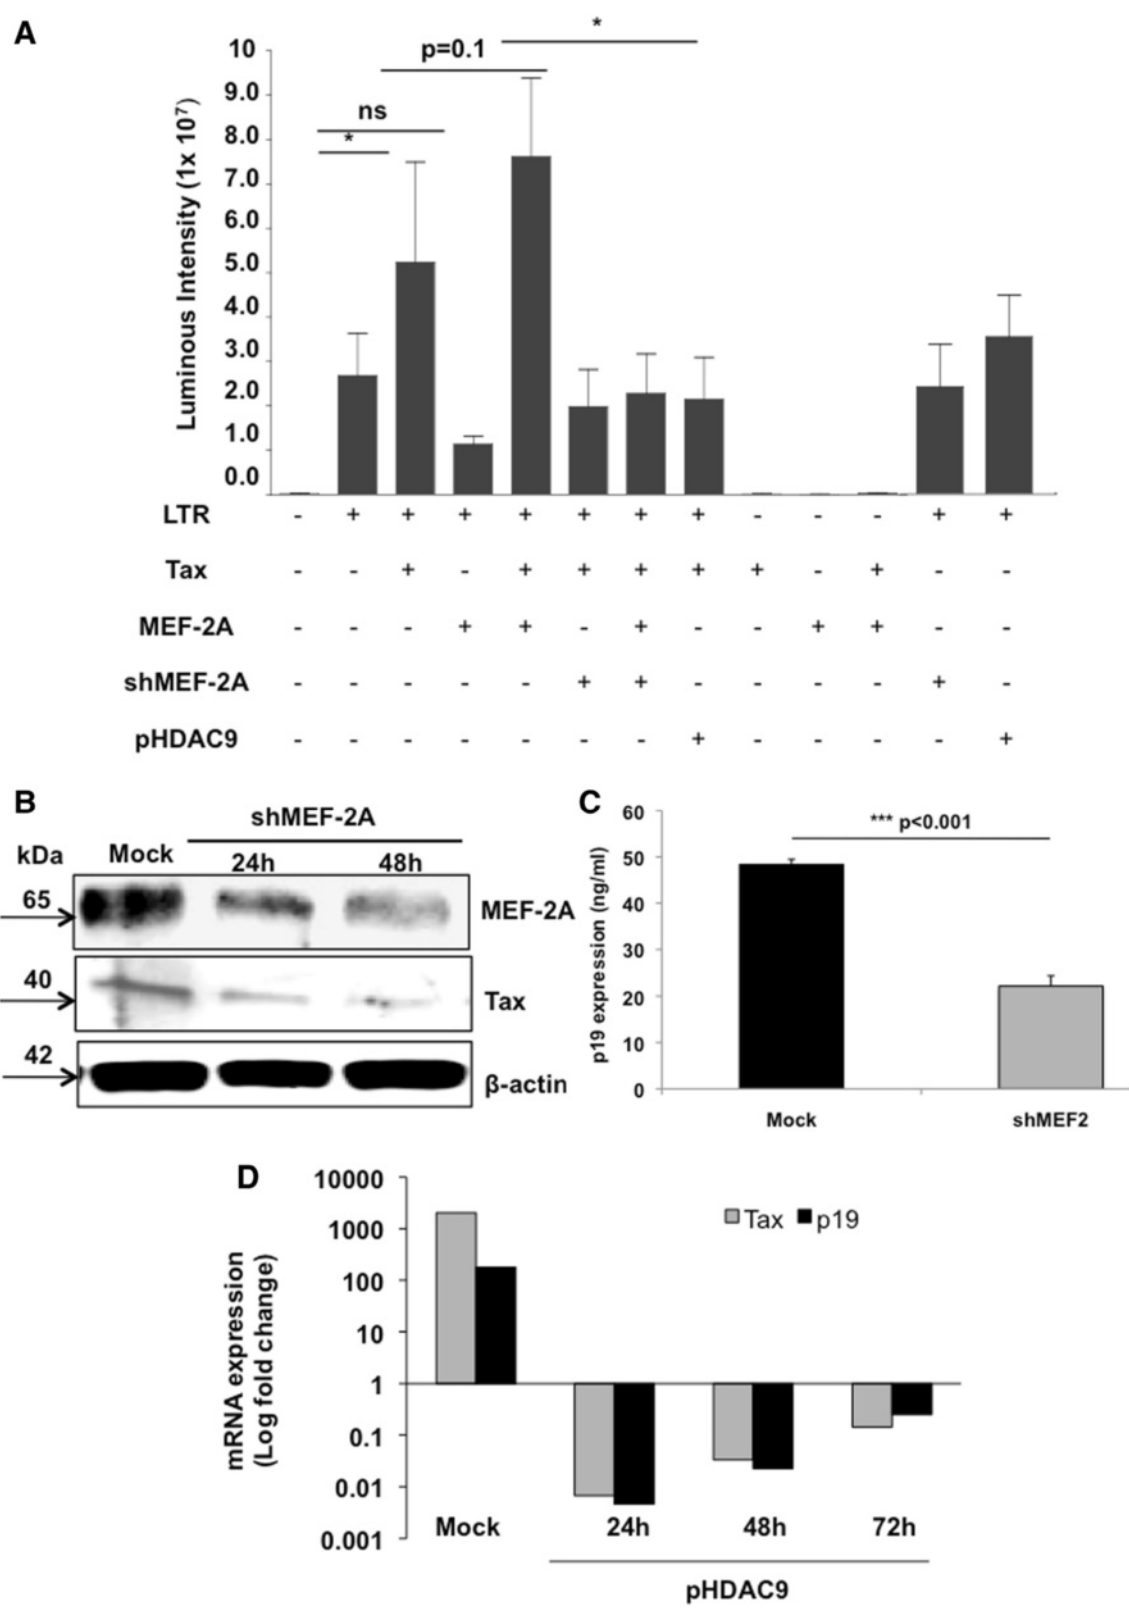 A
*
p=0.1
ns
*
10
9.0
8.0
7.0
6.0
5.0
4.0
3.0
2.0
1.0
0.0
Luminous Intensity (1x 10⁷)
LTR - + + + + + + + - - - + +
Tax - - + - + + + + + - + - -
MEF-2A - - - + + - + - - + + - -
shMEF-2A - - - - - + + - - - - + -
pHDAC9 - - - - - - - + - - - - +
B
shMEF-2A
kDa Mock 24h 48h
65 MEF-2A
40 Tax
42 β-actin
C
*** p<0.001
60
50
40
30
20
10
0
p19 expression (ng/ml)
Mock shMEF2
D
10000
1000
100
10
1
0.1
0.01
0.001
mRNA expression
(Log fold change)
Tax p19
Mock 24h 48h 72h
pHDAC9